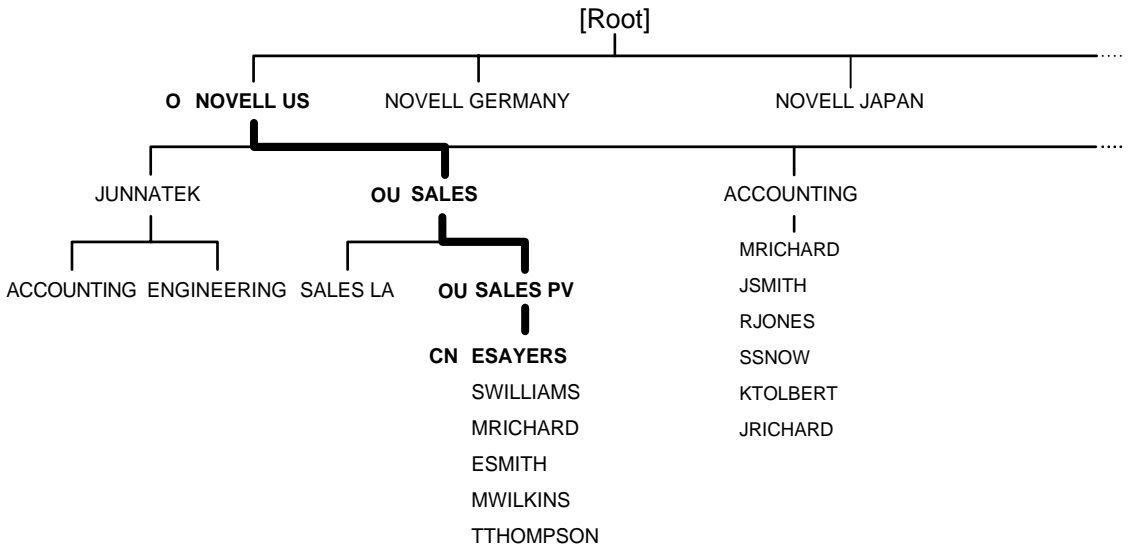 [Root]
O NOVELL US NOVELL GERMANY NOVELL JAPAN
JUNNATEK OU SALES ACCOUNTING
ACCOUNTING ENGINEERING SALES LA OU SALES PV
CN ESAYERS
SWILLIAMS
MRICHARD
ESMITH
MWILKINS
TTHOMPSON
MRICHARD
JSMITH
RJONES
SSNOW
KTOLBERT
JRICHARD